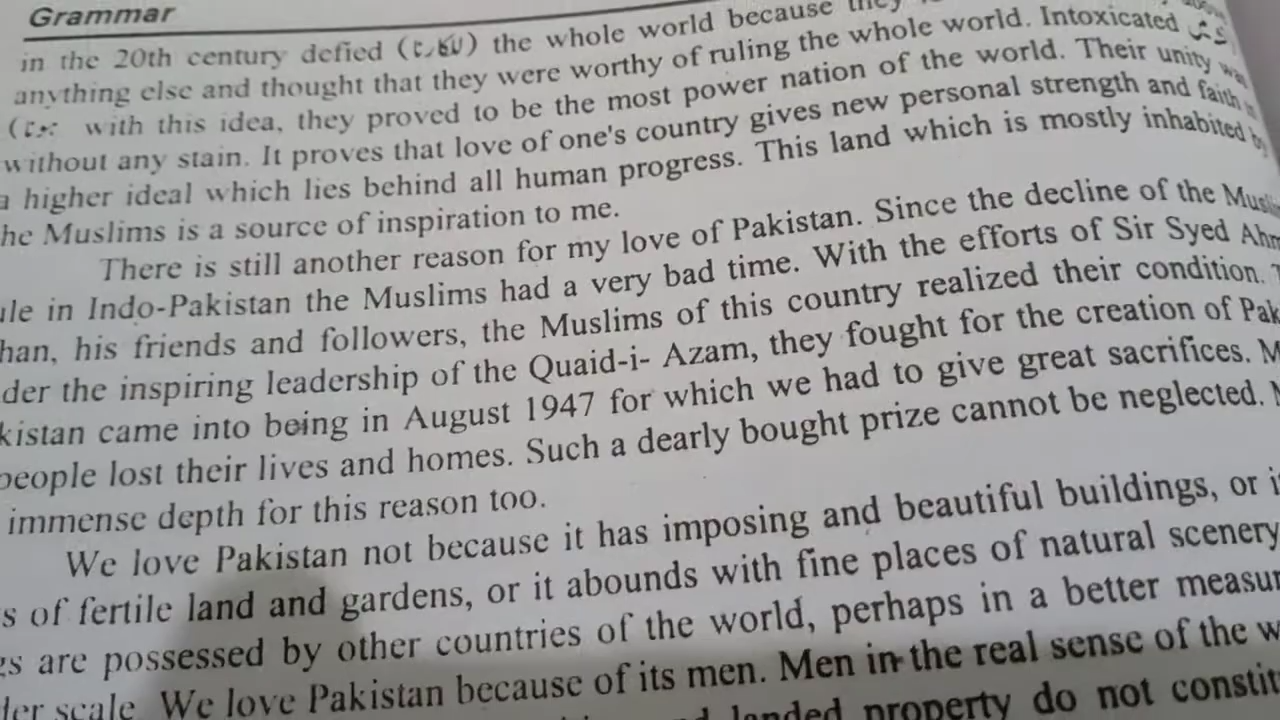 Grammar
in the 20th century defied the whole world because they
anything else and thought that they were worthy of ruling the whole world. Intoxicated
with this idea, they proved to be the most power nation of the world. Their unity was
without any stain. It proves that love of one's country gives new personal strength and faith in
a higher ideal which lies behind all human progress. This land which is mostly inhabited by
he Muslims is a source of inspiration to me.
There is still another reason for my love of Pakistan. Since the decline of the
ule in Indo-Pakistan the Muslims had a very bad time. With the efforts of Sir Syed Ahm
han, his friends and followers, the Muslims of this country realized their condition.
der the inspiring leadership of the Quaid-i- Azam, they fought for the creation of Pak
kistan came into being in August 1947 for which we had to give great sacrifices. M
people lost their lives and homes. Such a dearly bought prize cannot be neglected.
immense depth for this reason too.
We love Pakistan not because it has imposing and beautiful buildings, or i
s of fertile land and gardens, or it abounds with fine places of natural scenery
gs are possessed by other countries of the world, perhaps in a better measur
der scale. We love Pakistan because of its men. Men in the real sense of the w
landed property do not constit